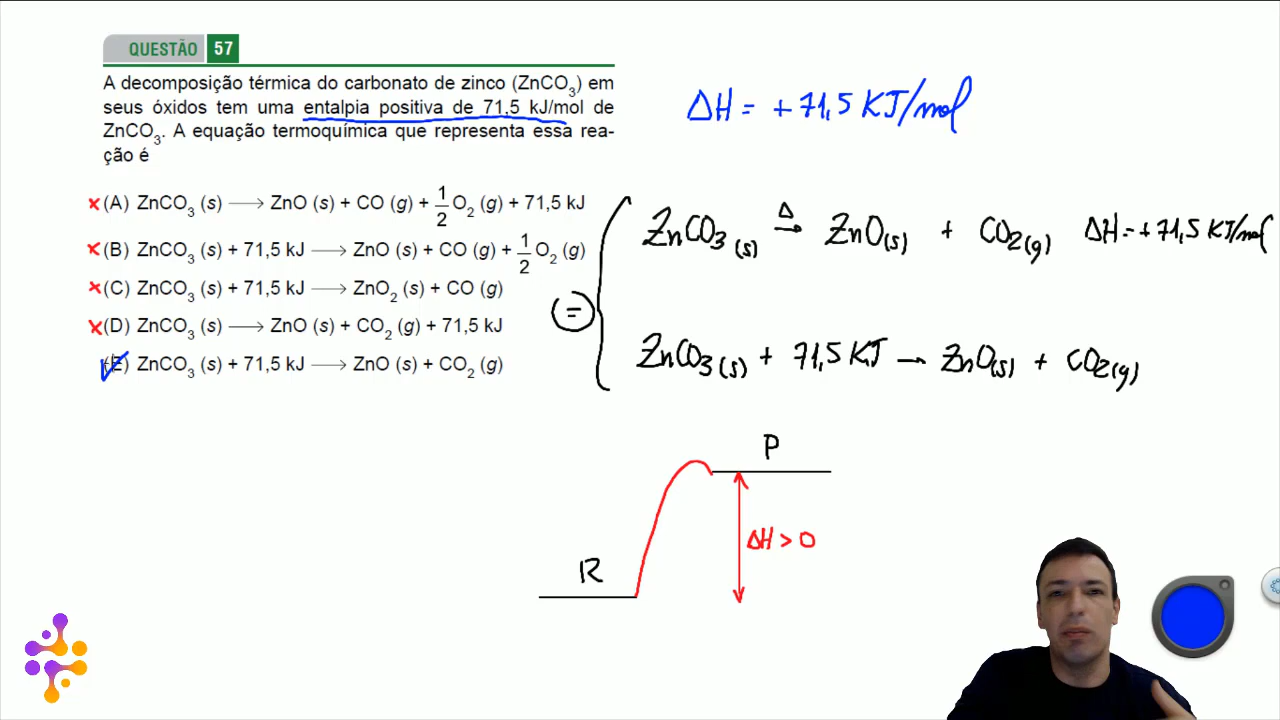 QUESTÃO 57
A decomposição térmica do carbonato de zinco (ZnCO₃) em
seus óxidos tem uma entalpia positiva de 71,5 kJ/mol de
ZnCO₃. A equação termoquímica que representa essa rea-
ção é
(A) ZnCO₃ (s) ⟶ ZnO (s) + CO (g) + 1/2 O₂ (g) + 71,5 kJ
(B) ZnCO₃ (s) + 71,5 kJ ⟶ ZnO (s) + CO (g) + 1/2 O₂ (g)
(C) ZnCO₃ (s) + 71,5 kJ ⟶ ZnO₂ (s) + CO (g)
(D) ZnCO₃ (s) ⟶ ZnO (s) + CO₂ (g) + 71,5 kJ
(E) ZnCO₃ (s) + 71,5 kJ ⟶ ZnO (s) + CO₂ (g)
ΔH = + 71,5 KJ/mol
ZnCO₃(s) →Δ ZnO(s) + CO₂(g) ΔH = + 71,5 KJ/mol
(=)
ZnCO₃(s) + 71,5 KJ → ZnO(s) + CO₂(g)
P
ΔH > 0
R